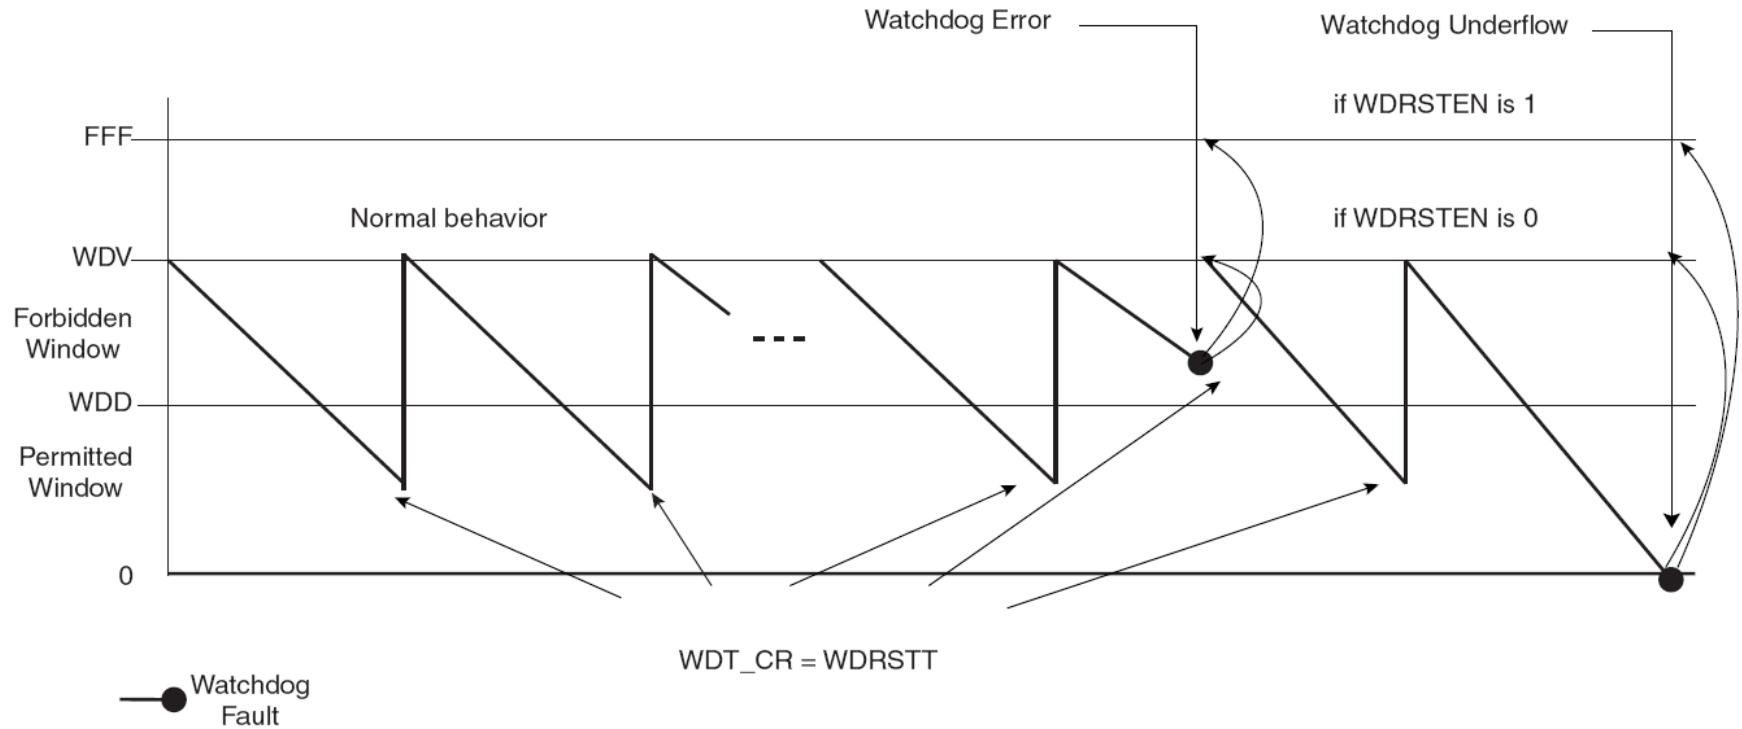 Watchdog Error
Watchdog Underflow
if WDRSTEN is 1
FFF
Normal behavior
if WDRSTEN is 0
WDV
Forbidden
Window
WDD
Permitted
Window
0
WDT_CR = WDRSTT
Watchdog
Fault